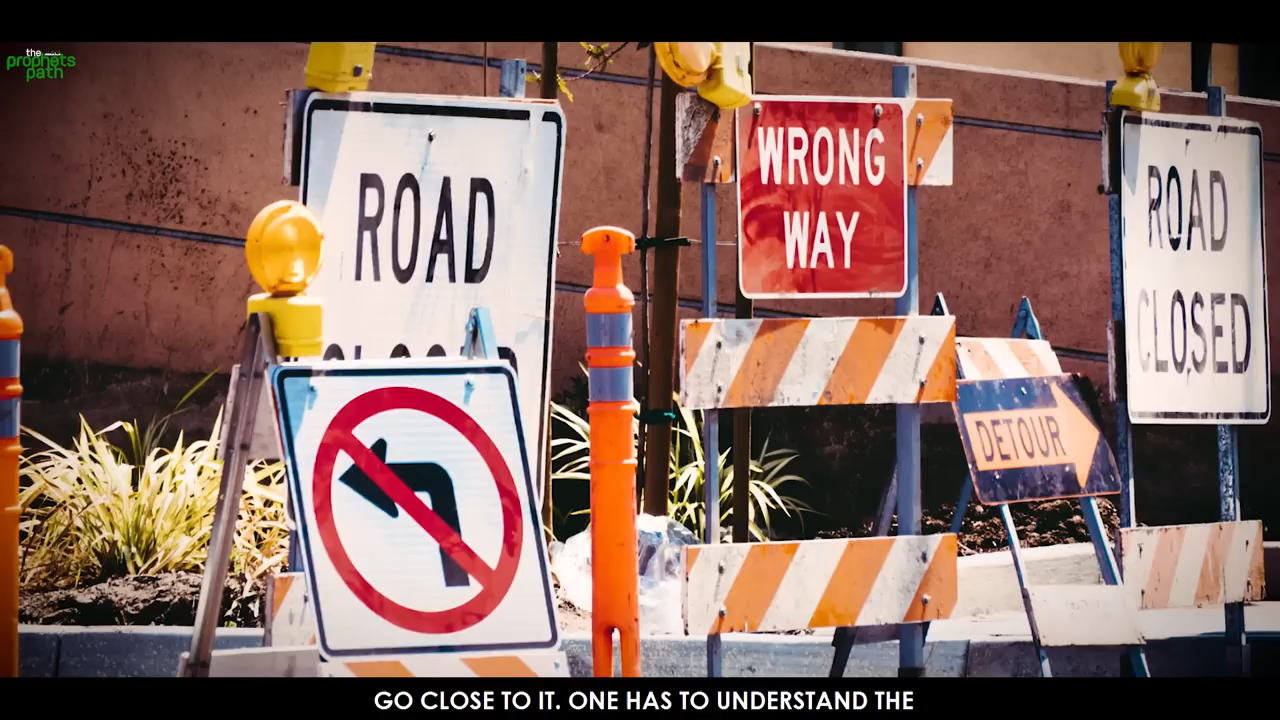 the
prophets
path
ROAD
WRONG
WAY
ROAD
CLOSED
DETOUR
GO CLOSE TO IT. ONE HAS TO UNDERSTAND THE